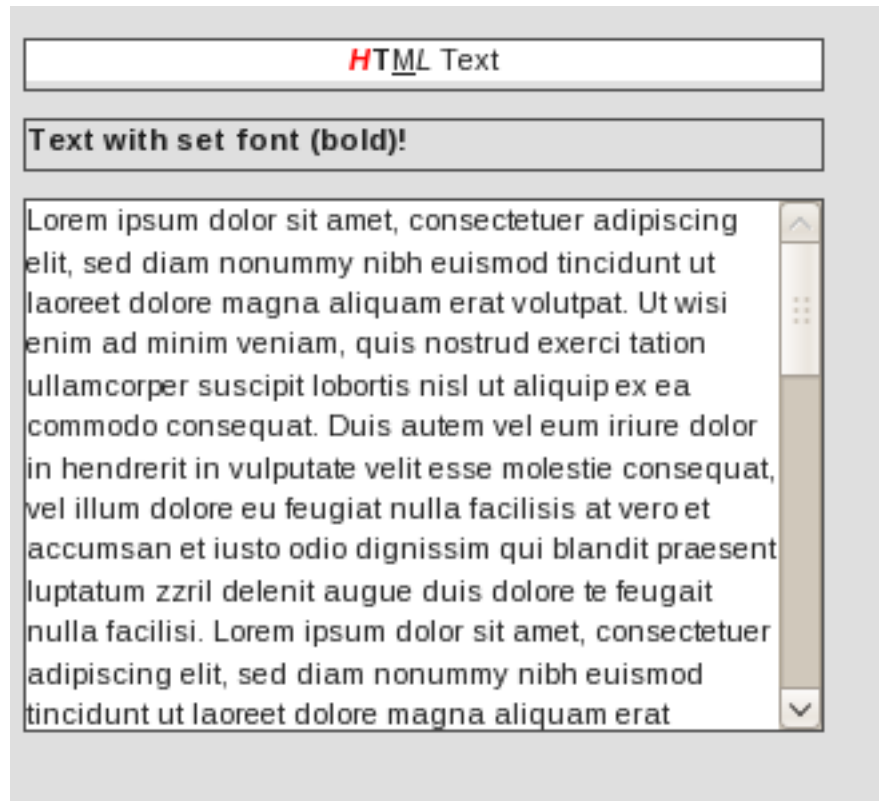 HTML Text
Text with set font (bold)!
Lorem ipsum dolor sit amet, consectetuer adipiscing
elit, sed diam nonummy nibh euismod tincidunt ut
laoreet dolore magna aliquam erat volutpat. Ut wisi
enim ad minim veniam, quis nostrud exerci tation
ullamcorper suscipit lobortis nisl ut aliquip ex ea
commodo consequat. Duis autem vel eum iriure dolor
in hendrerit in vulputate velit esse molestie consequat,
vel illum dolore eu feugiat nulla facilisis at vero et
accumsan et iusto odio dignissim qui blandit praesent
luptatum zzril delenit augue duis dolore te feugait
nulla facilisi. Lorem ipsum dolor sit amet, consectetuer
adipiscing elit, sed diam nonummy nibh euismod
tincidunt ut laoreet dolore magna aliquam erat